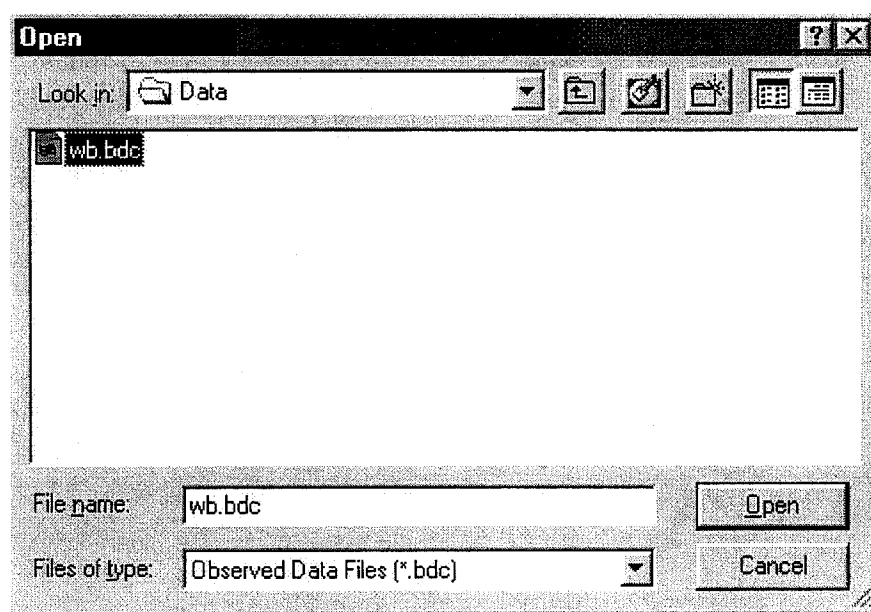 Open
Look in: Data
wb.bdc
File name: wb.bdc Open
Files of type: Observed Data Files (*.bdc) Cancel